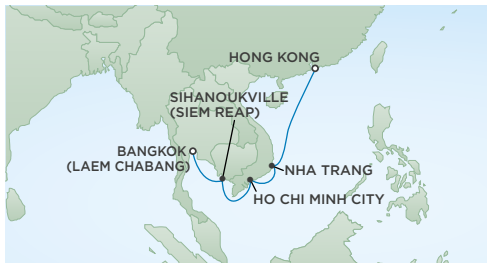 HONG KONG
SIHANOUKVILLE
(SIEM REAP)
BANGKOK
(LAEM CHABANG)
NHA TRANG
HO CHI MINH CITY